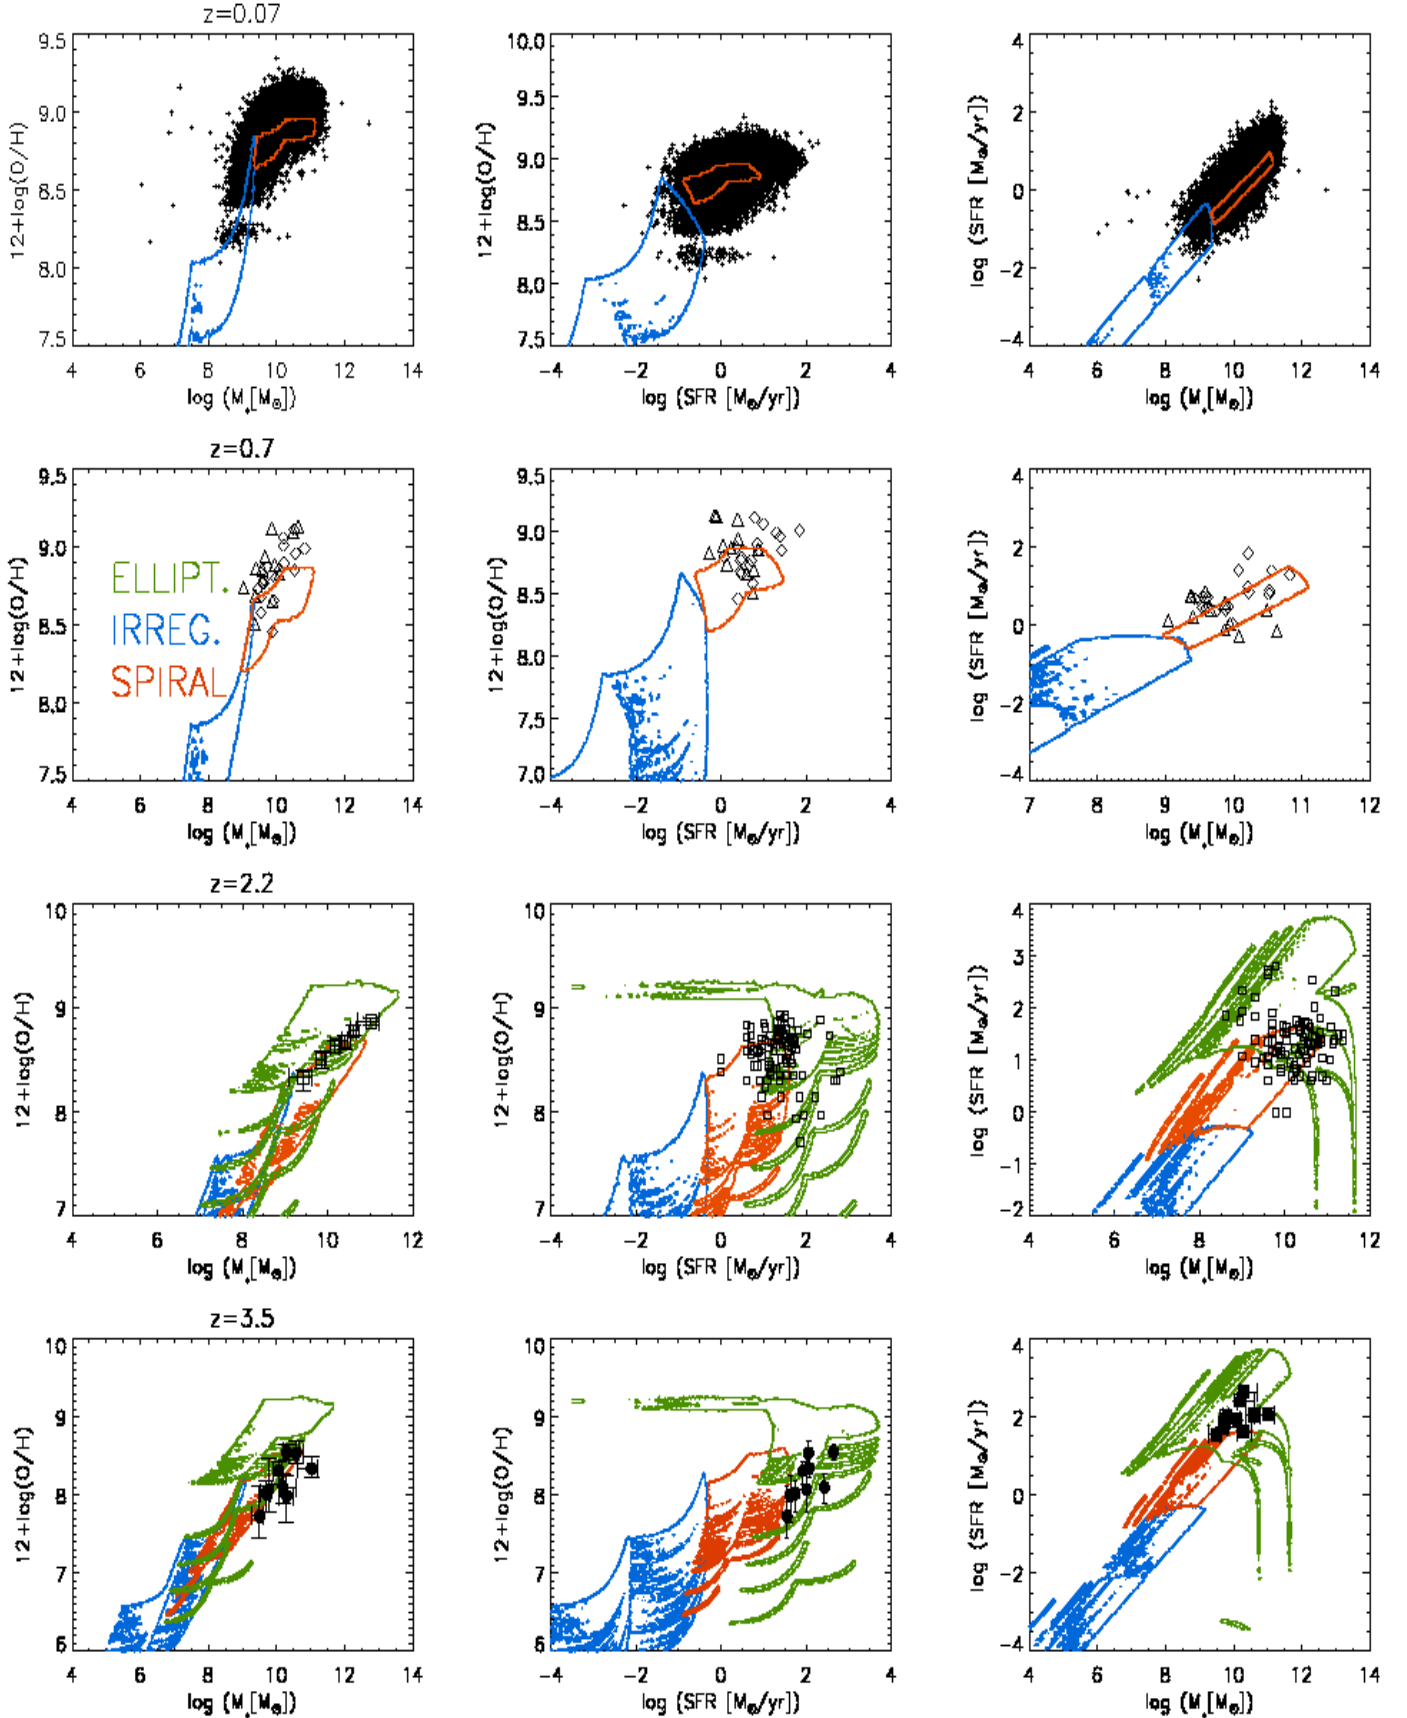 z=0.07
9.5
9.0
8.5
8.0
7.5
12+log(O/H)
4 6 8 10 12 14
log (M⋆[M⊙])
10.0
9.5
9.0
8.5
8.0
7.5
12+log(O/H)
−4 −2 0 2 4
log (SFR [M⊙/yr])
4
2
0
−2
−4
log (SFR [M⊙/yr])
4 6 8 10 12 14
log (M⋆[M⊙])
z=0.7
9.5
9.0
8.5
8.0
7.5
12+log(O/H)
ELLIPT.
IRREG.
SPIRAL
4 6 8 10 12 14
log (M⋆[M⊙])
9.5
9.0
8.5
8.0
7.5
7.0
12+log(O/H)
−4 −2 0 2 4
log (SFR [M⊙/yr])
4
2
0
−2
−4
log (SFR [M⊙/yr])
7 8 9 10 11 12
log (M⋆[M⊙])
z=2.2
10
9
8
7
12+log(O/H)
4 6 8 10 12 14
log (M⋆[M⊙])
10
9
8
7
12+log(O/H)
−4 −2 0 2 4
log (SFR [M⊙/yr])
4
3
2
1
0
−1
−2
log (SFR [M⊙/yr])
4 6 8 10 12
log (M⋆[M⊙])
z=3.5
10
9
8
7
6
12+log(O/H)
4 6 8 10 12 14
log (M⋆[M⊙])
10
9
8
7
6
12+log(O/H)
−4 −2 0 2 4
log (SFR [M⊙/yr])
4
2
0
−2
−4
log (SFR [M⊙/yr])
4 6 8 10 12 14
log (M⋆[M⊙])